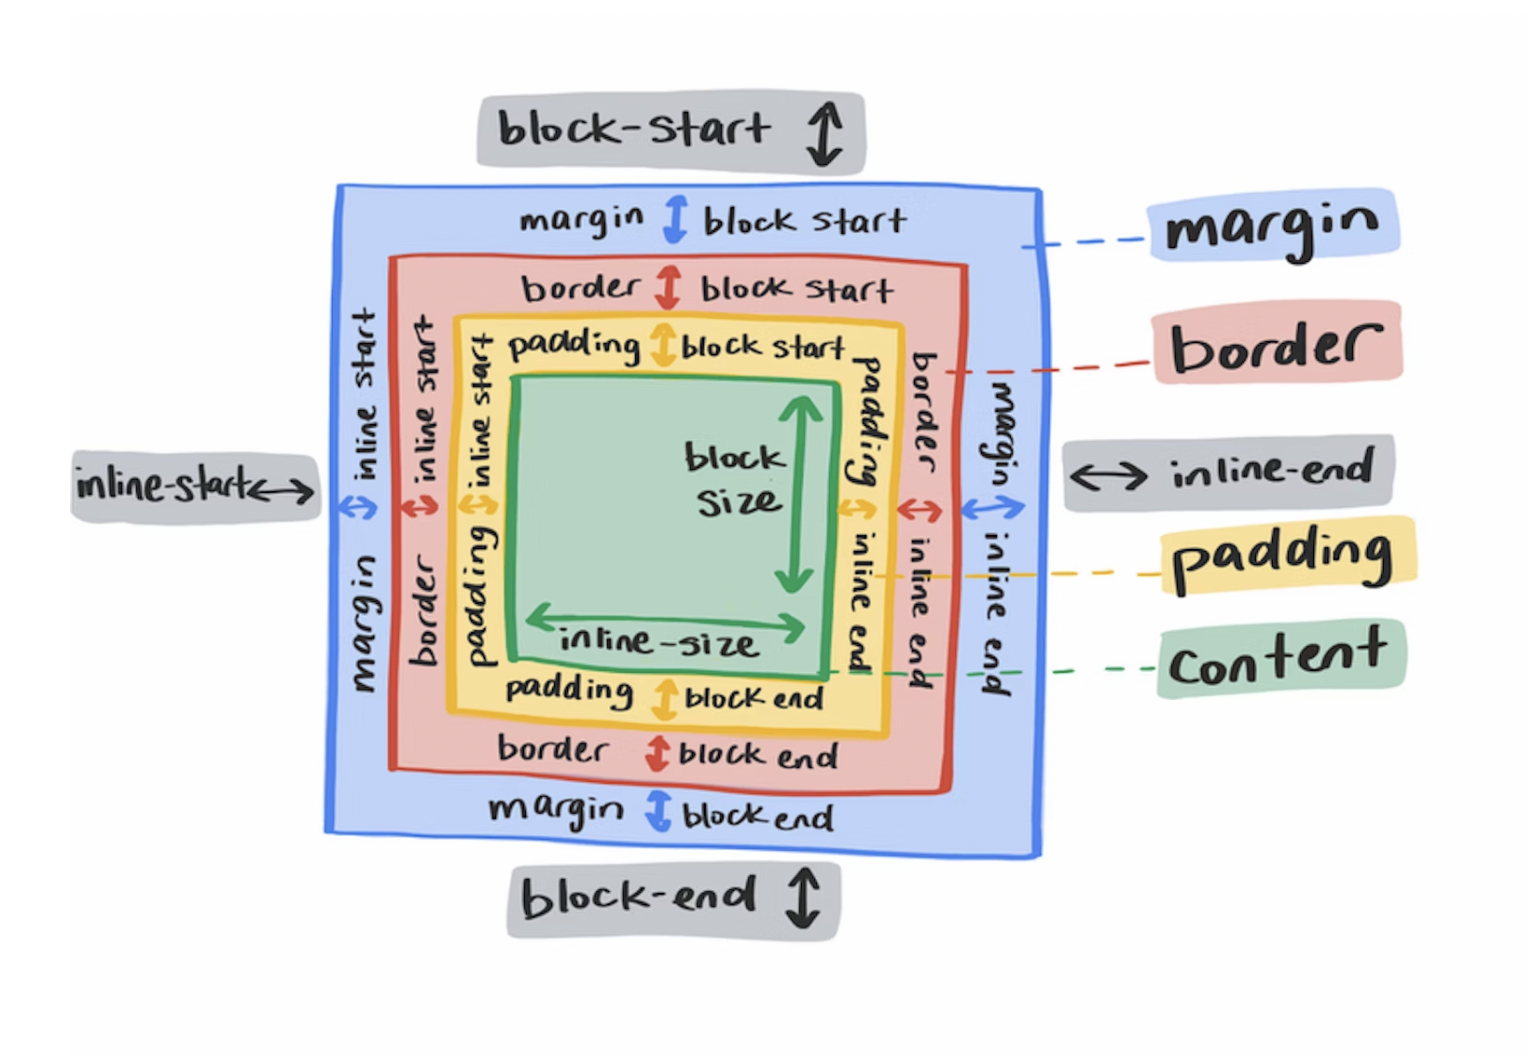 block-start
margin block start
margin
border block start
border
padding block start
inline-start
margin inline start
border inline start
padding inline start
block
size
inline-size
padding inline end
border inline end
margin inline end
inline-end
padding
content
padding block end
border block end
margin block end
block-end